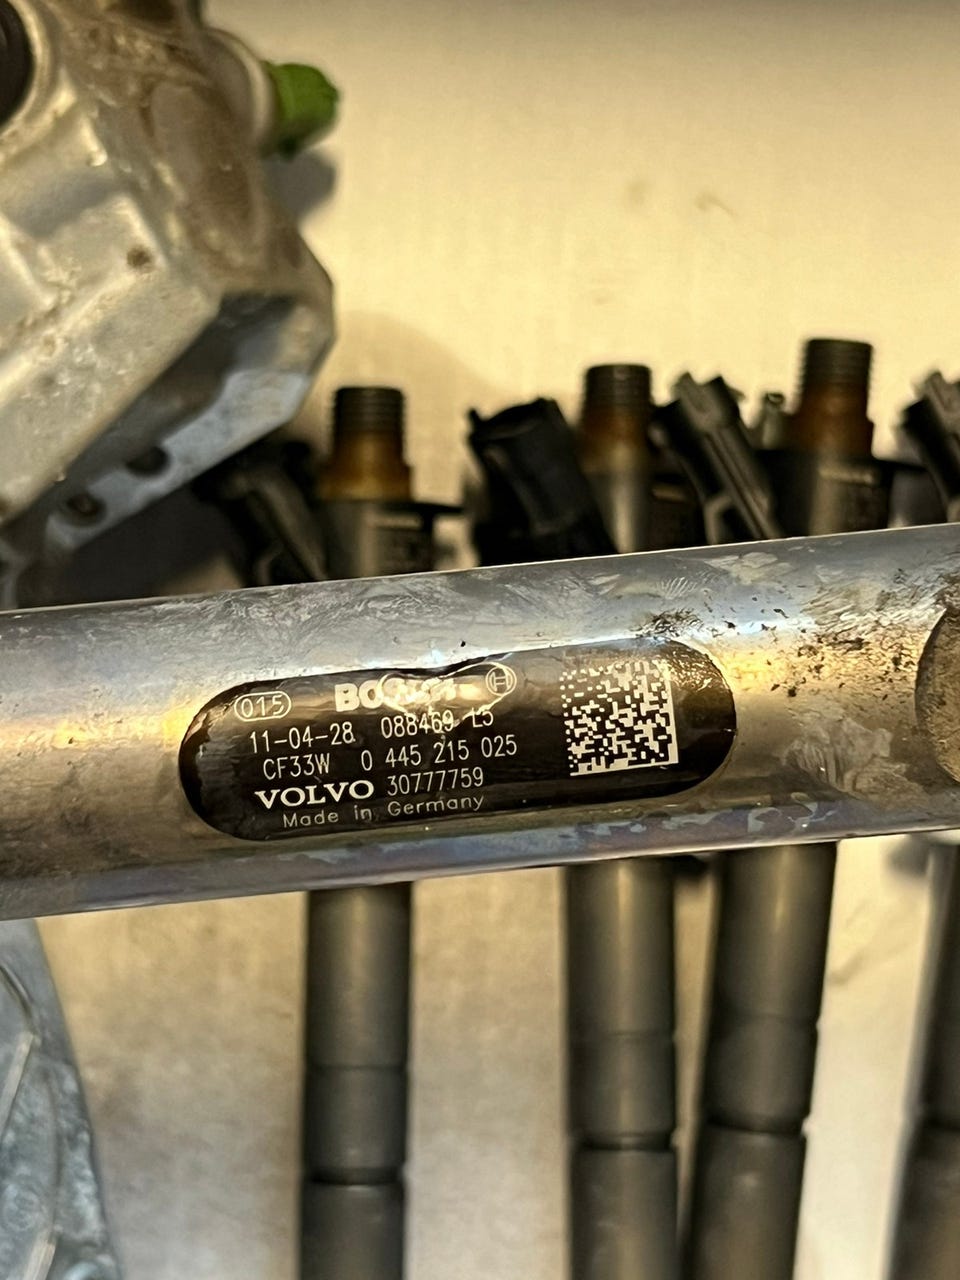 015 BOSCH
11-04-28 088469 L5
CF33W 0 445 215 025
VOLVO 30777759
Made in Germany